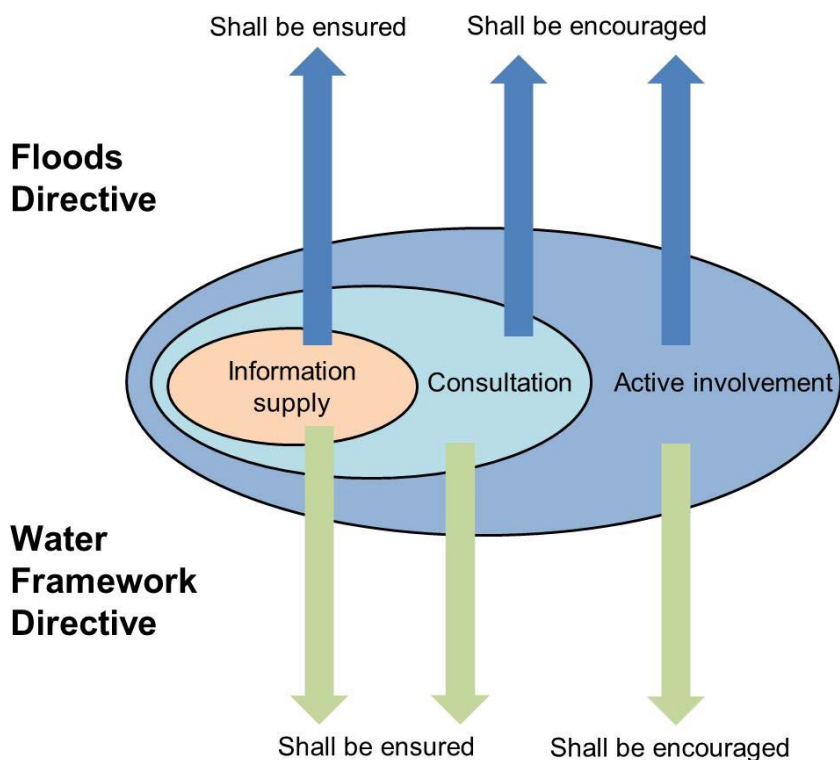 Shall be ensured
Shall be encouraged
Floods
Directive
Information
supply
Consultation
Active involvement
Water
Framework
Directive
Shall be ensured
Shall be encouraged